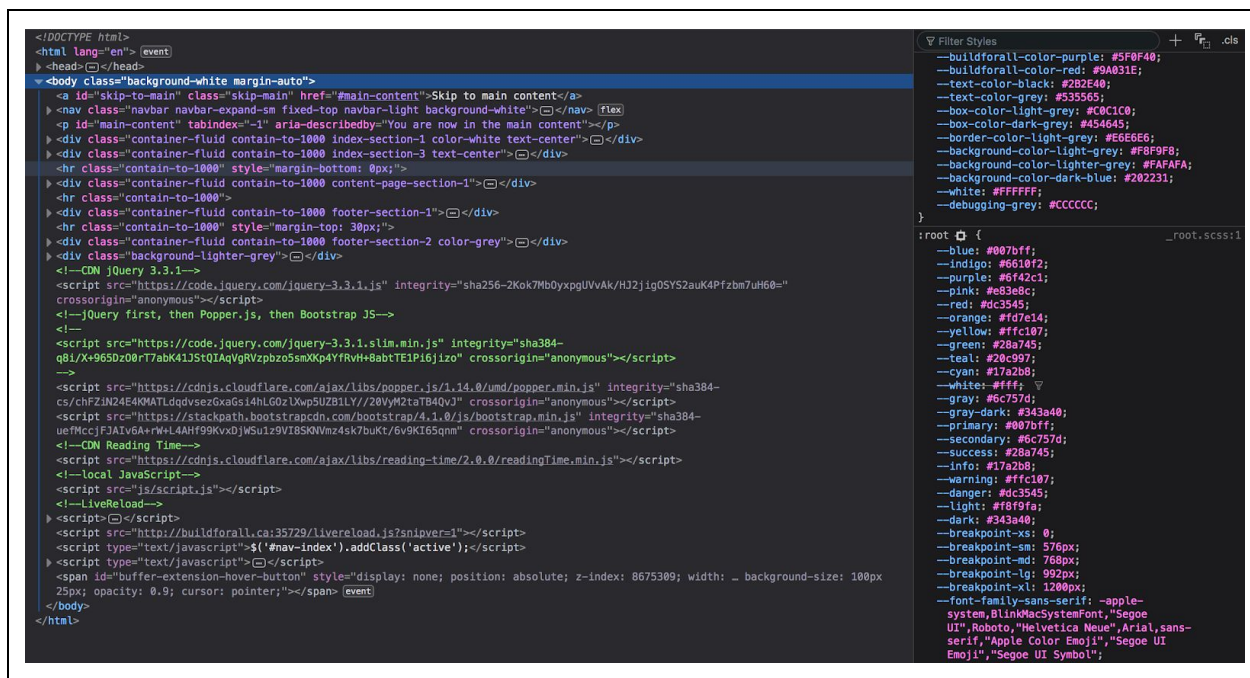 <!DOCTYPE html>
<html lang="en"> event
<head></head>
<body class="background-white margin-auto">
<a id="skip-to-main" class="skip-main" href="#main-content">Skip to main content</a>
<nav class="navbar navbar-expand-sm fixed-top navbar-light background-white"></nav> flex
<p id="main-content" tabindex="-1" aria-describedby="You are now in the main content"></p>
<div class="container-fluid contain-to-1000 index-section-1 color-white text-center"></div>
<div class="container-fluid contain-to-1000 index-section-3 text-center"></div>
<hr class="contain-to-1000" style="margin-bottom: 0px;">
<div class="container-fluid contain-to-1000 content-page-section-1"></div>
<hr class="contain-to-1000">
<div class="container-fluid contain-to-1000 footer-section-1"></div>
<hr class="contain-to-1000" style="margin-top: 30px;">
<div class="container-fluid contain-to-1000 footer-section-2 color-grey"></div>
<div class="background-lighter-grey"></div>
<!--CDN jQuery 3.3.1-->
<script src="https://code.jquery.com/jquery-3.3.1.js" integrity="sha256-2Kok7MbOyxpgUVvAk/HJ2jigOSYS2auK4Pfzbm7uH60="
crossorigin="anonymous"></script>
<!--jQuery first, then Popper.js, then Bootstrap JS-->
<!--
<script src="https://code.jquery.com/jquery-3.3.1.slim.min.js" integrity="sha384-
q8i/X+965DzO0rT7abK41JStQIAqVgRVzpbzo5smXKp4YfRvH+8abtTE1Pi6jizo" crossorigin="anonymous"></script>
-->
<script src="https://cdnjs.cloudflare.com/ajax/libs/popper.js/1.14.0/umd/popper.min.js" integrity="sha384-
cs/chFZiN24E4KMATLdqdvsezGxaGsi4hLGOzlXwp5UZB1LY//20VyM2taTB4QvJ" crossorigin="anonymous"></script>
<script src="https://stackpath.bootstrapcdn.com/bootstrap/4.1.0/js/bootstrap.min.js" integrity="sha384-
uefMccjFJAIv6A+rW+L4AHf99KvxDjWSu1z9VI8SKNVmz4sk7buKt/6v9KI65qnm" crossorigin="anonymous"></script>
<!--CDN Reading Time-->
<script src="https://cdnjs.cloudflare.com/ajax/libs/reading-time/2.0.0/readingTime.min.js"></script>
<!--local JavaScript-->
<script src="js/script.js"></script>
<!--LiveReload-->
<script></script>
<script src="http://buildforall.ca:35729/livereload.js?snipver=1"></script>
<script type="text/javascript">$('#nav-index').addClass('active');</script>
<script type="text/javascript"></script>
<span id="buffer-extension-hover-button" style="display: none; position: absolute; z-index: 8675309; width: … background-size: 100px
25px; opacity: 0.9; cursor: pointer;"></span> event
</body>
</html>
Filter Styles + .cls
--buildforall-color-purple: #5F0F40;
--buildforall-color-red: #9A031E;
--text-color-black: #2B2E40;
--text-color-grey: #535565;
--box-color-light-grey: #C0C1C0;
--box-color-dark-grey: #454645;
--border-color-light-grey: #E6E6E6;
--background-color-light-grey: #F8F9F8;
--background-color-lighter-grey: #FAFAFA;
--background-color-dark-blue: #202231;
--white: #FFFFFF;
--debugging-grey: #CCCCCC;
}
:root { _root.scss:1
--blue: #007bff;
--indigo: #6610f2;
--purple: #6f42c1;
--pink: #e83e8c;
--red: #dc3545;
--orange: #fd7e14;
--yellow: #ffc107;
--green: #28a745;
--teal: #20c997;
--cyan: #17a2b8;
--white: #fff;
--gray: #6c757d;
--gray-dark: #343a40;
--primary: #007bff;
--secondary: #6c757d;
--success: #28a745;
--info: #17a2b8;
--warning: #ffc107;
--danger: #dc3545;
--light: #f8f9fa;
--dark: #343a40;
--breakpoint-xs: 0;
--breakpoint-sm: 576px;
--breakpoint-md: 768px;
--breakpoint-lg: 992px;
--breakpoint-xl: 1200px;
--font-family-sans-serif: -apple-
system,BlinkMacSystemFont,"Segoe
UI",Roboto,"Helvetica Neue",Arial,sans-
serif,"Apple Color Emoji","Segoe UI
Emoji","Segoe UI Symbol";